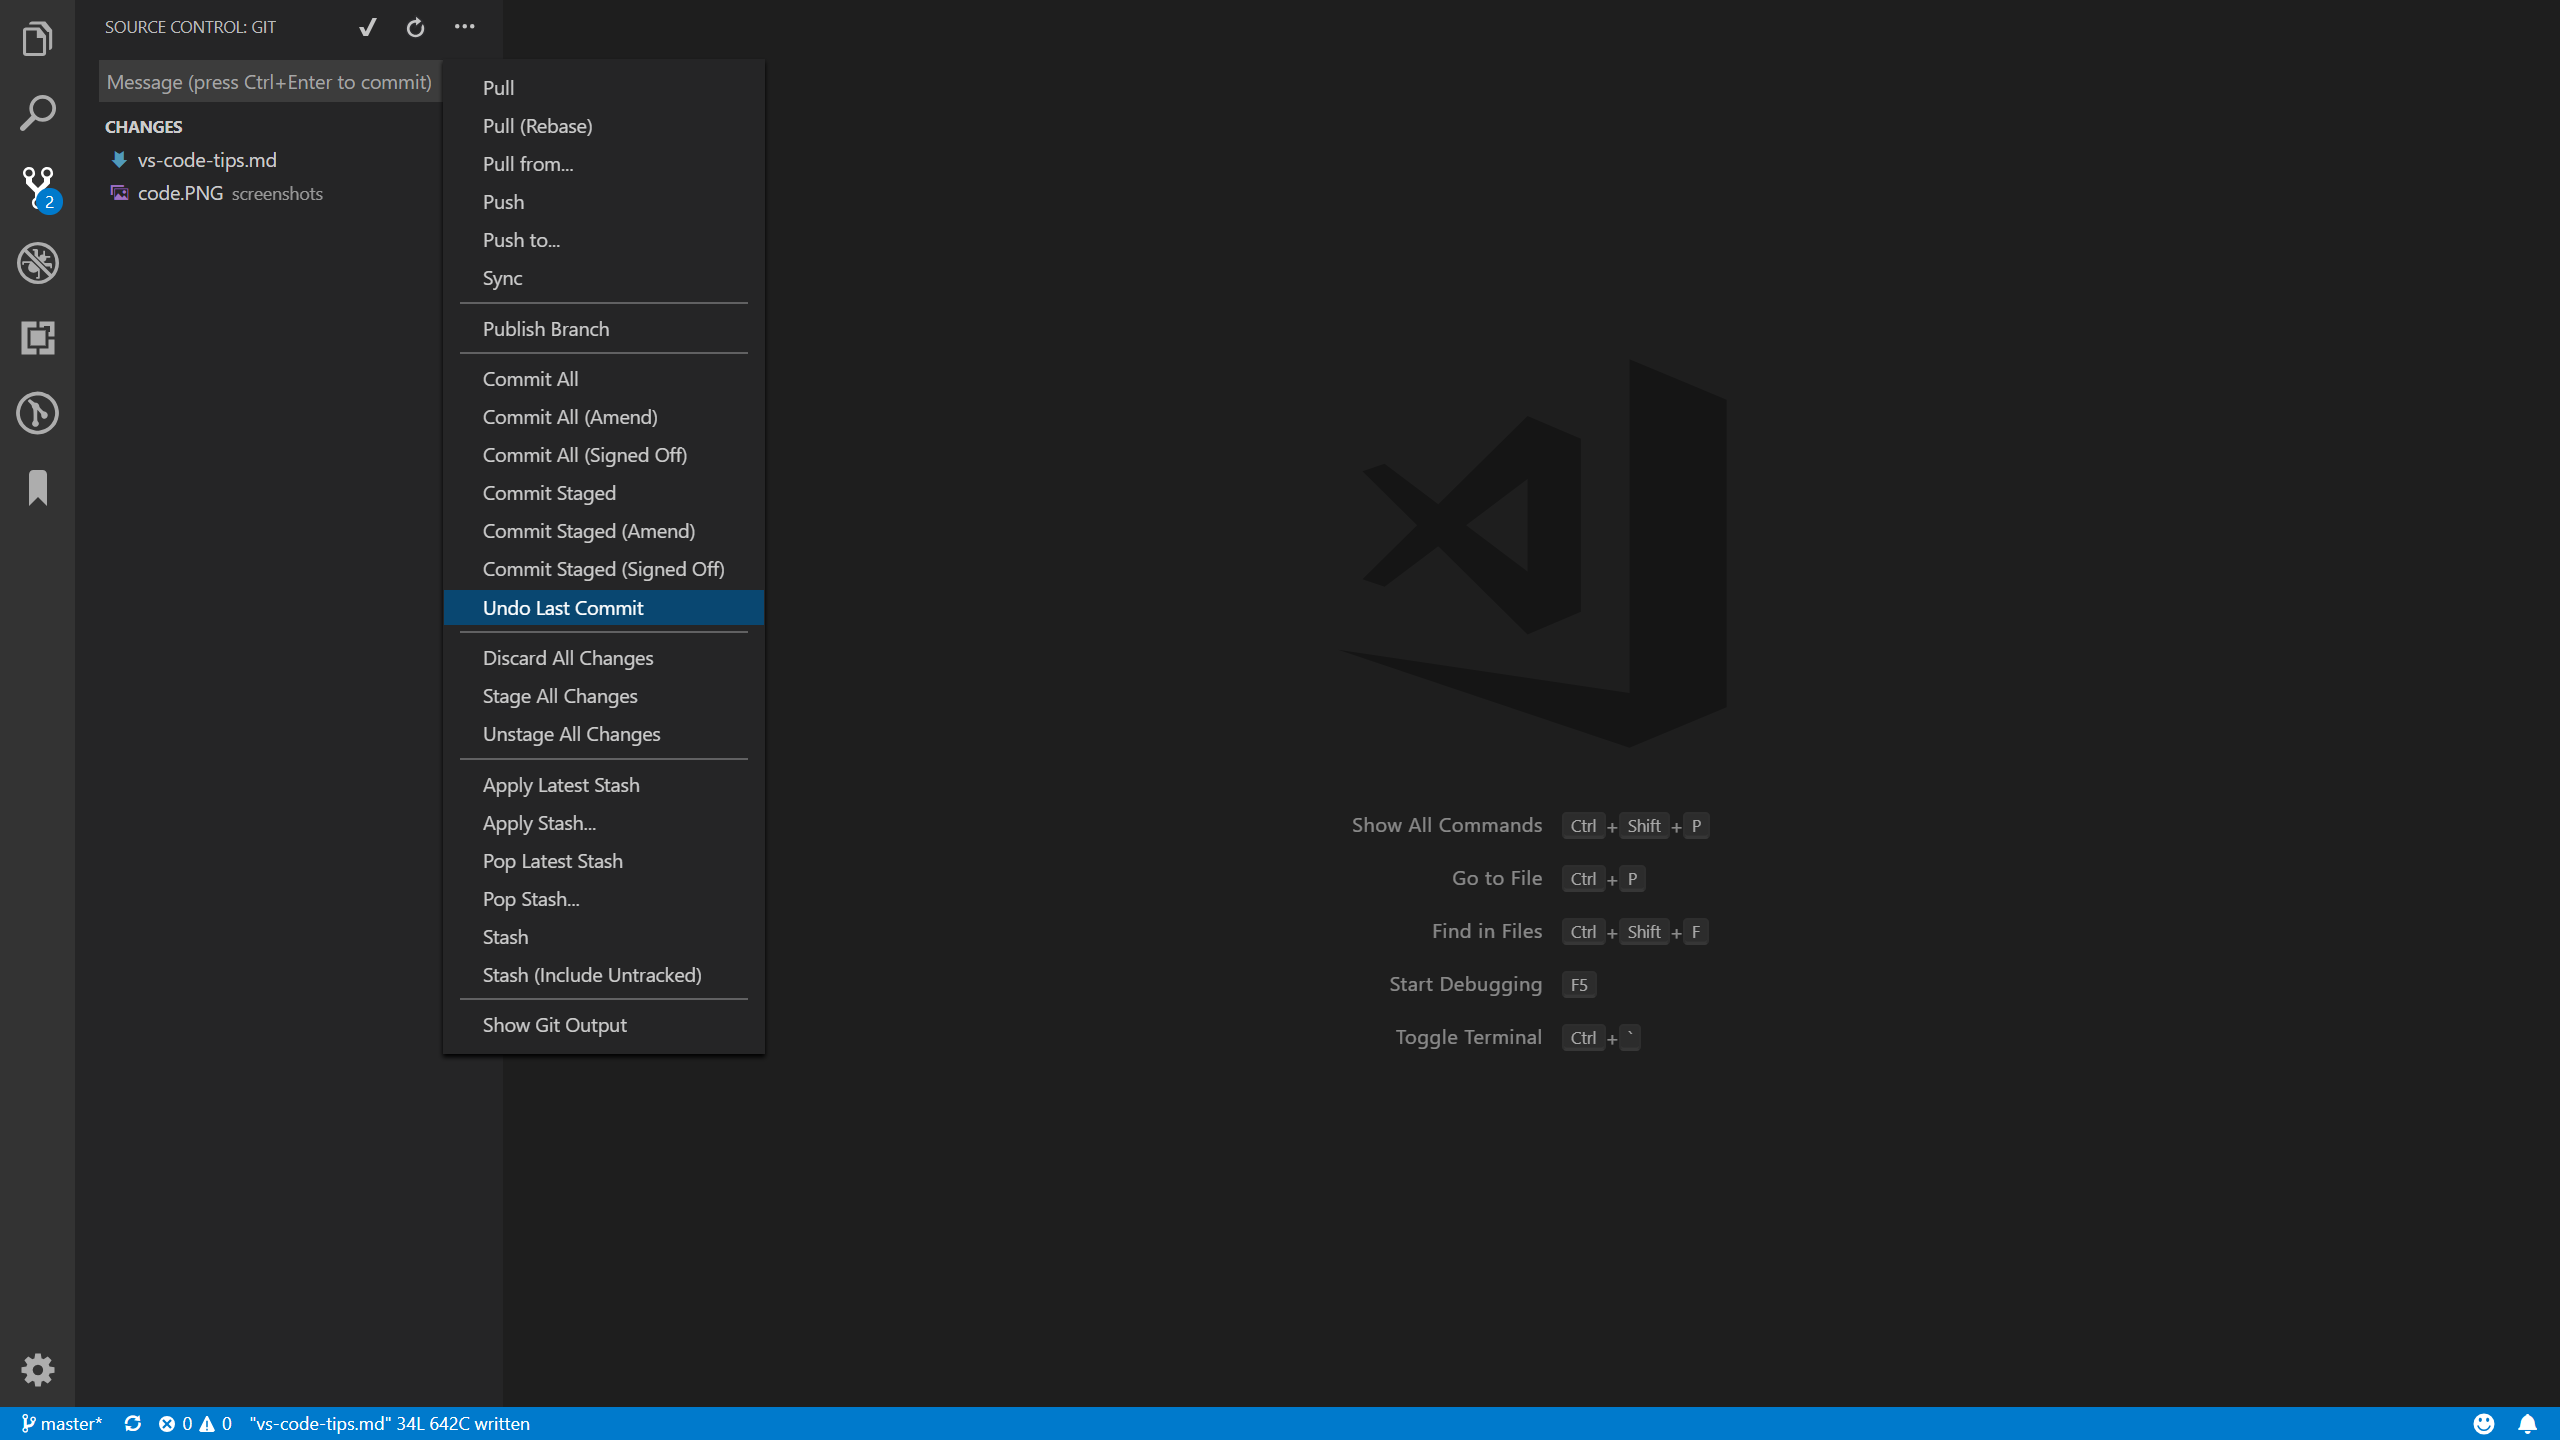 SOURCE CONTROL: GIT
Message (press Ctrl+Enter to commit)
CHANGES
vs-code-tips.md
code.PNG screenshots
2
Pull
Pull (Rebase)
Pull from...
Push
Push to...
Sync
Publish Branch
Commit All
Commit All (Amend)
Commit All (Signed Off)
Commit Staged
Commit Staged (Amend)
Commit Staged (Signed Off)
Undo Last Commit
Discard All Changes
Stage All Changes
Unstage All Changes
Apply Latest Stash
Apply Stash...
Pop Latest Stash
Pop Stash...
Stash
Stash (Include Untracked)
Show Git Output
Show All Commands Ctrl + Shift + P
Go to File Ctrl + P
Find in Files Ctrl + Shift + F
Start Debugging F5
Toggle Terminal Ctrl + `
master* 0 0 "vs-code-tips.md" 34L 642C written